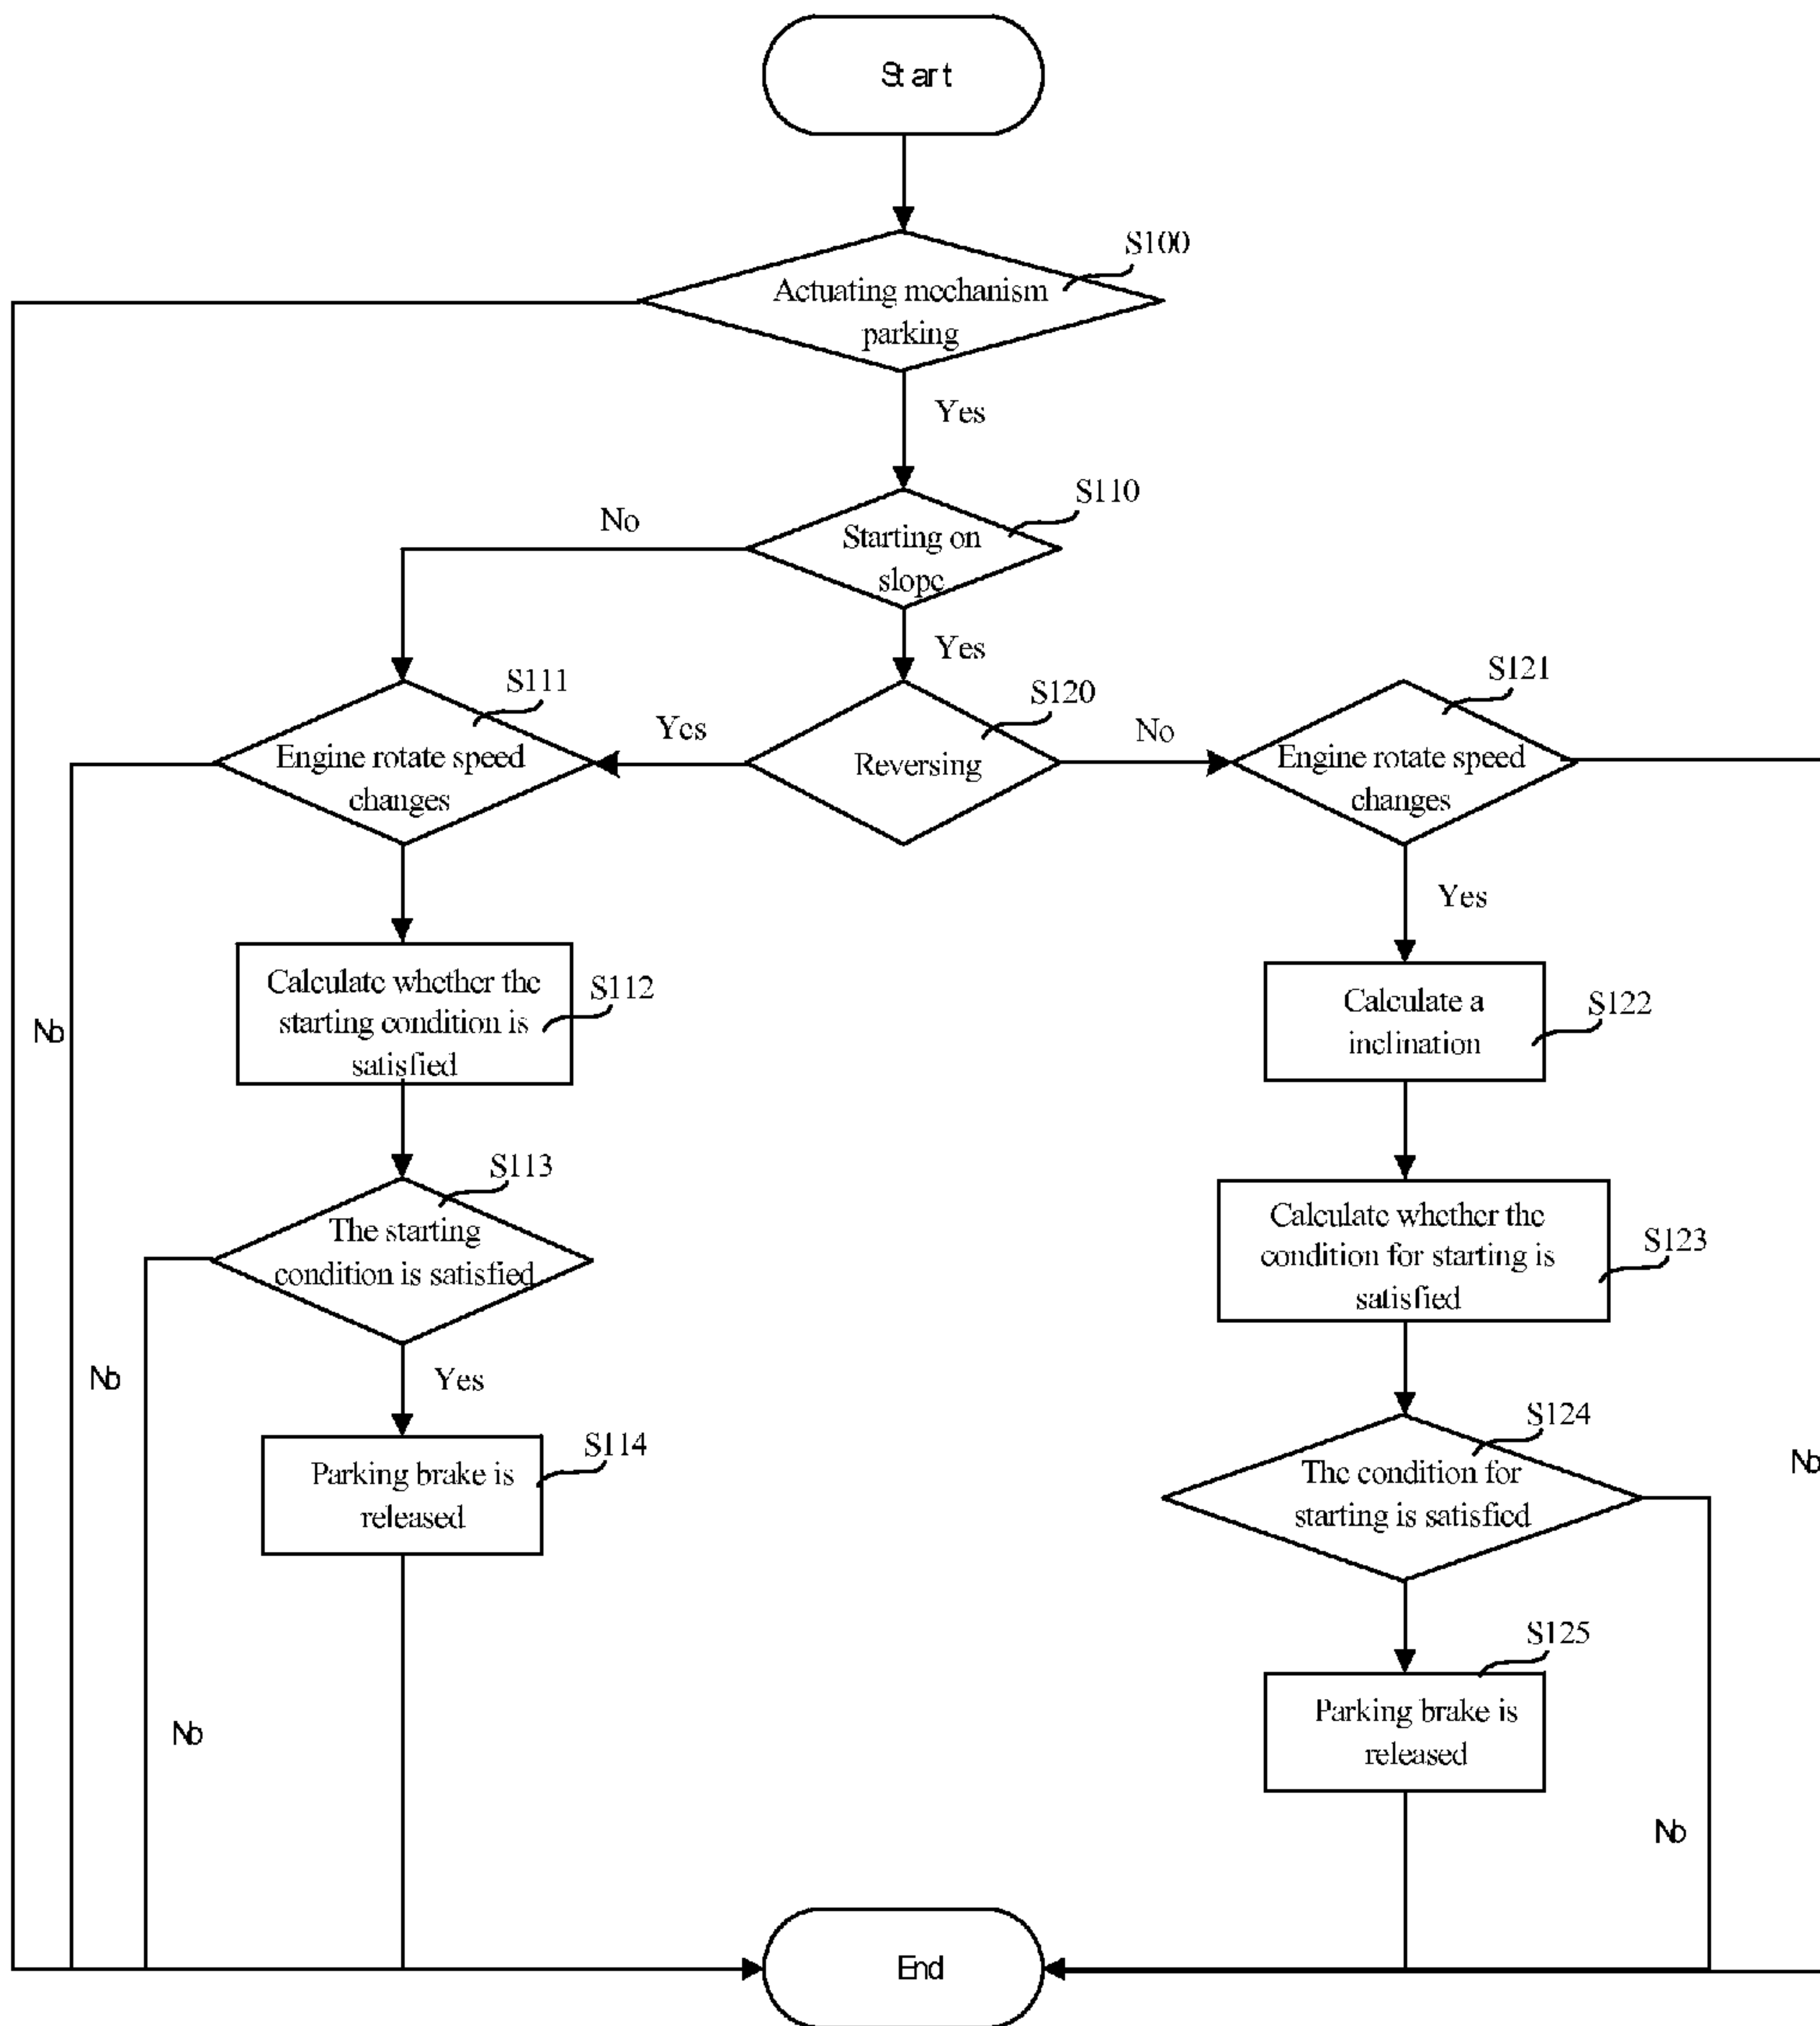 Start
S100
Actuating mechanism
parking
Yes
S110
No
Starting on
slope
Yes
S111
S120
S121
Yes
No
Engine rotate speed
changes
Reversing
Engine rotate speed
changes
Yes
Calculate whether the
starting condition is
satisfied
S112
Calculate a
inclination
S122
No
S113
The starting
condition is satisfied
Calculate whether the
condition for starting is
satisfied
S123
No
Yes
S124
S114
Parking brake is
released
The condition for
starting is satisfied
No
S125
Parking brake is
released
No
No
End